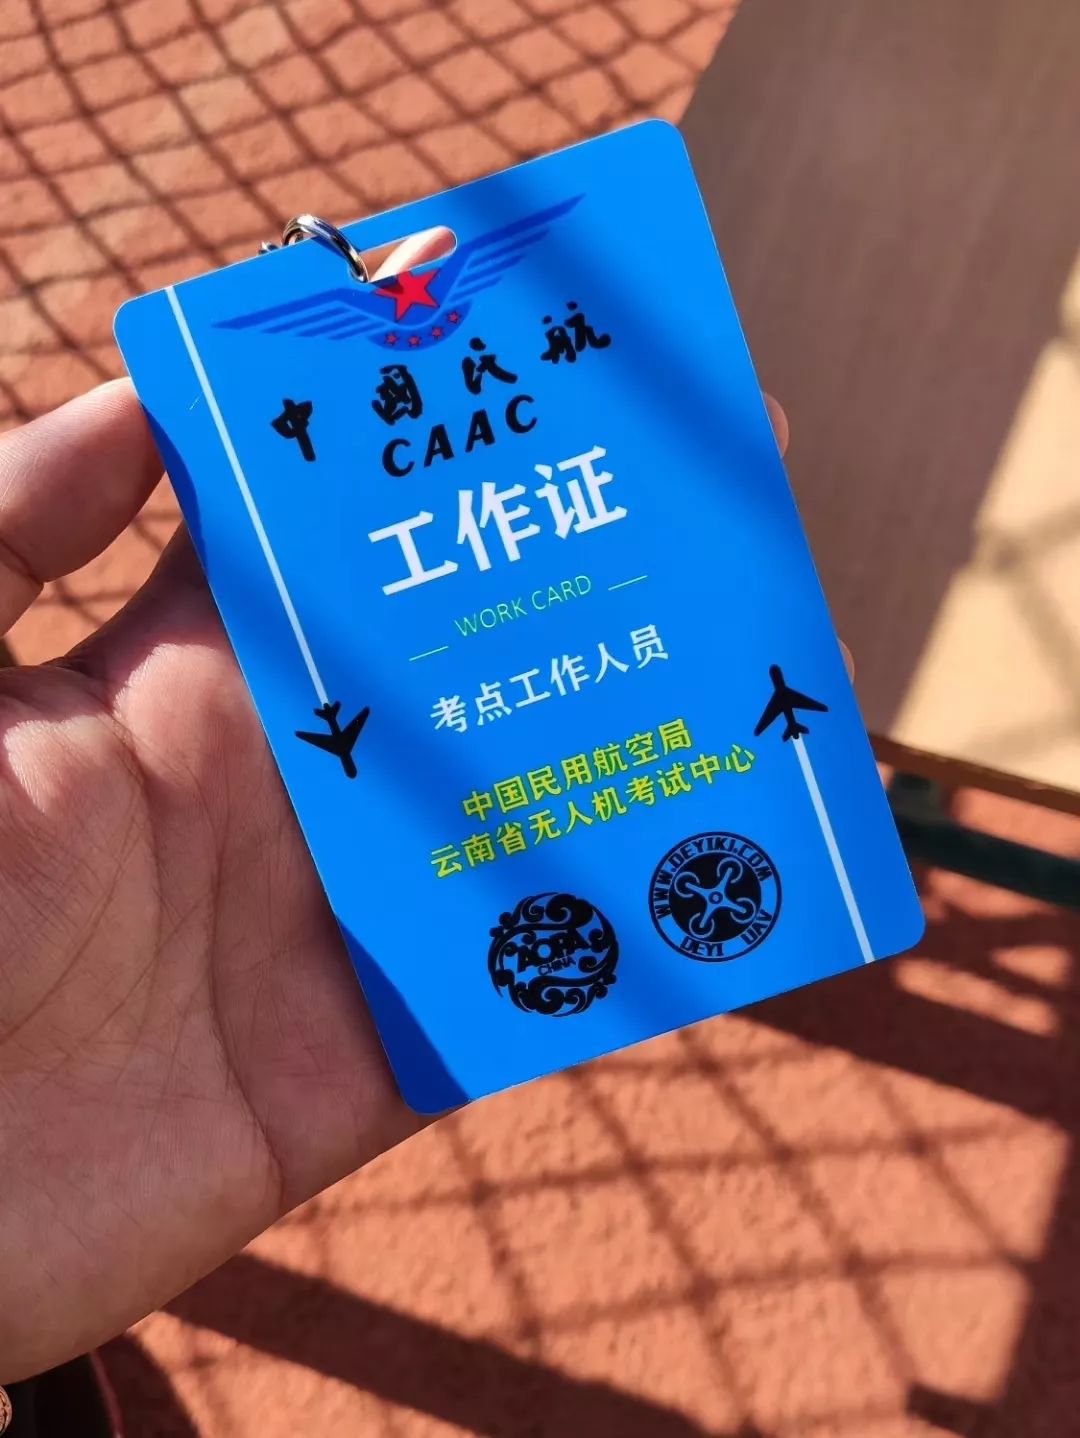 中国民航
CAAC
工作证
WORK CARD
考点工作人员
中国民用航空局
云南省无人机考试中心
AOPA
CHINA
WWW.DEYIKJ.COM
DEYI UAV